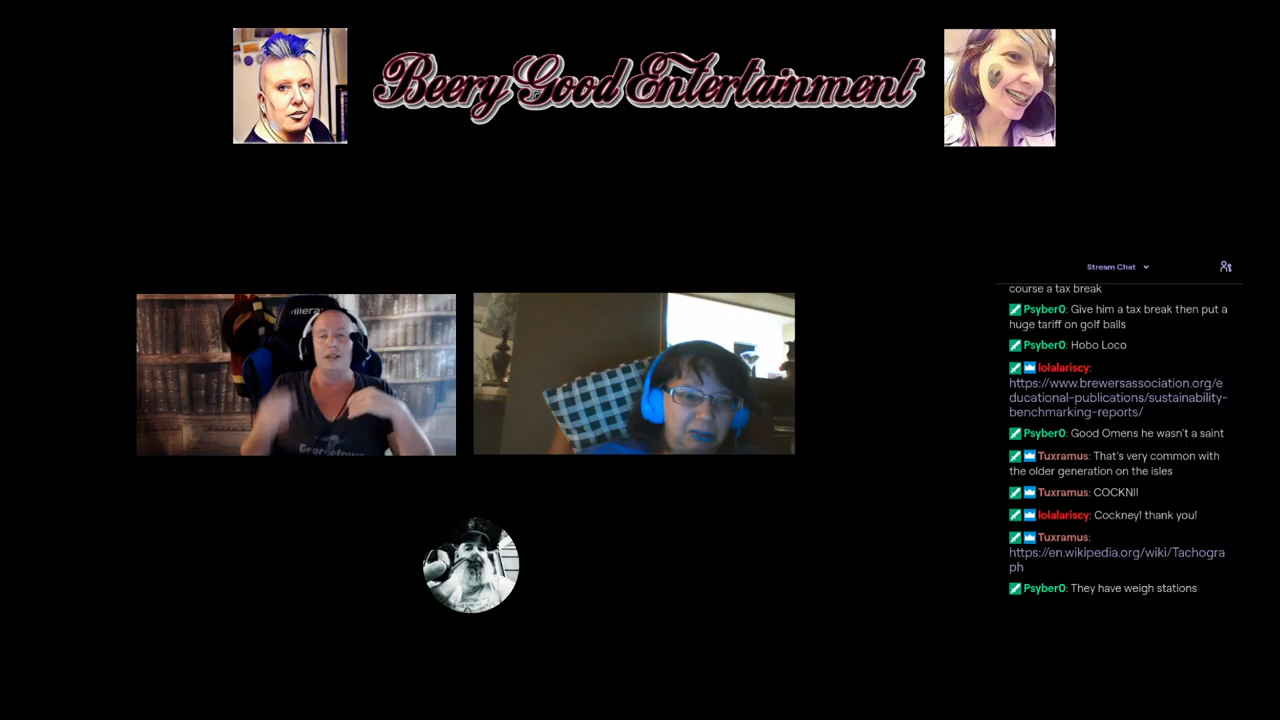 Beery Good Entertainment
Stream Chat
course a tax break
Psyber0: Give him a tax break then put a
huge tariff on golf balls
Psyber0: Hobo Loco
lolalariscy:
https://www.brewersassociation.org/e
ducational-publications/sustainability-
benchmarking-reports/
Psyber0: Good Omens he wasn't a saint
Tuxramus: That's very common with
the older generation on the isles
Tuxramus: COCKNI!
lolalariscy: Cockney! thank you!
Tuxramus:
https://en.wikipedia.org/wiki/Tachogra
ph
Psyber0: They have weigh stations
Georgetown